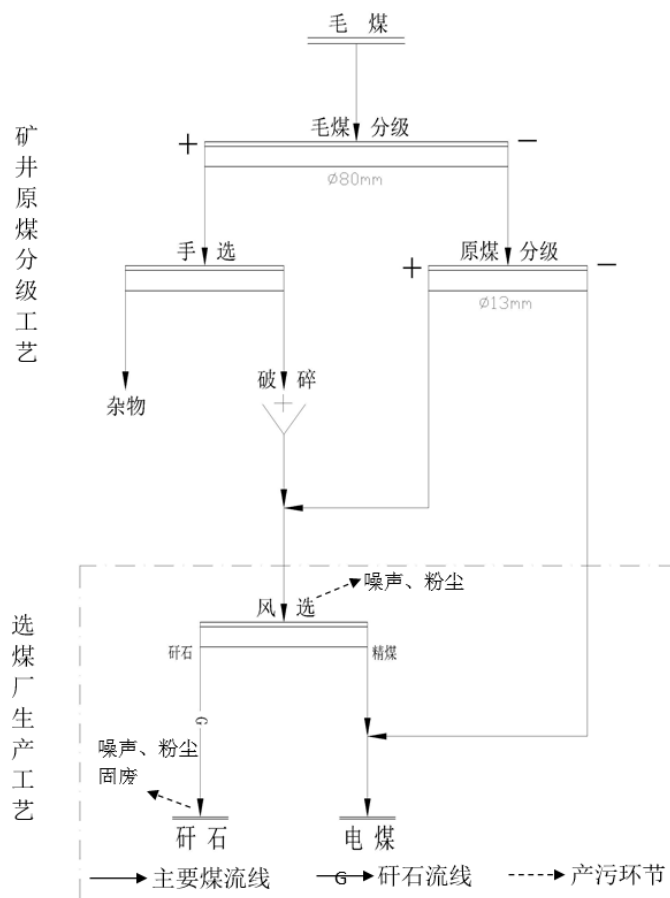 毛 煤
毛煤 分级
+
−
Ø80mm
手 选
原煤 分级
+
−
Ø13mm
破 碎
杂物
矿井原煤分级工艺
噪声、粉尘
风 选
矸石
精煤
G
噪声、粉尘
固废
矸 石
电 煤
选煤厂生产工艺
主要煤流线
G
矸石流线
产污环节